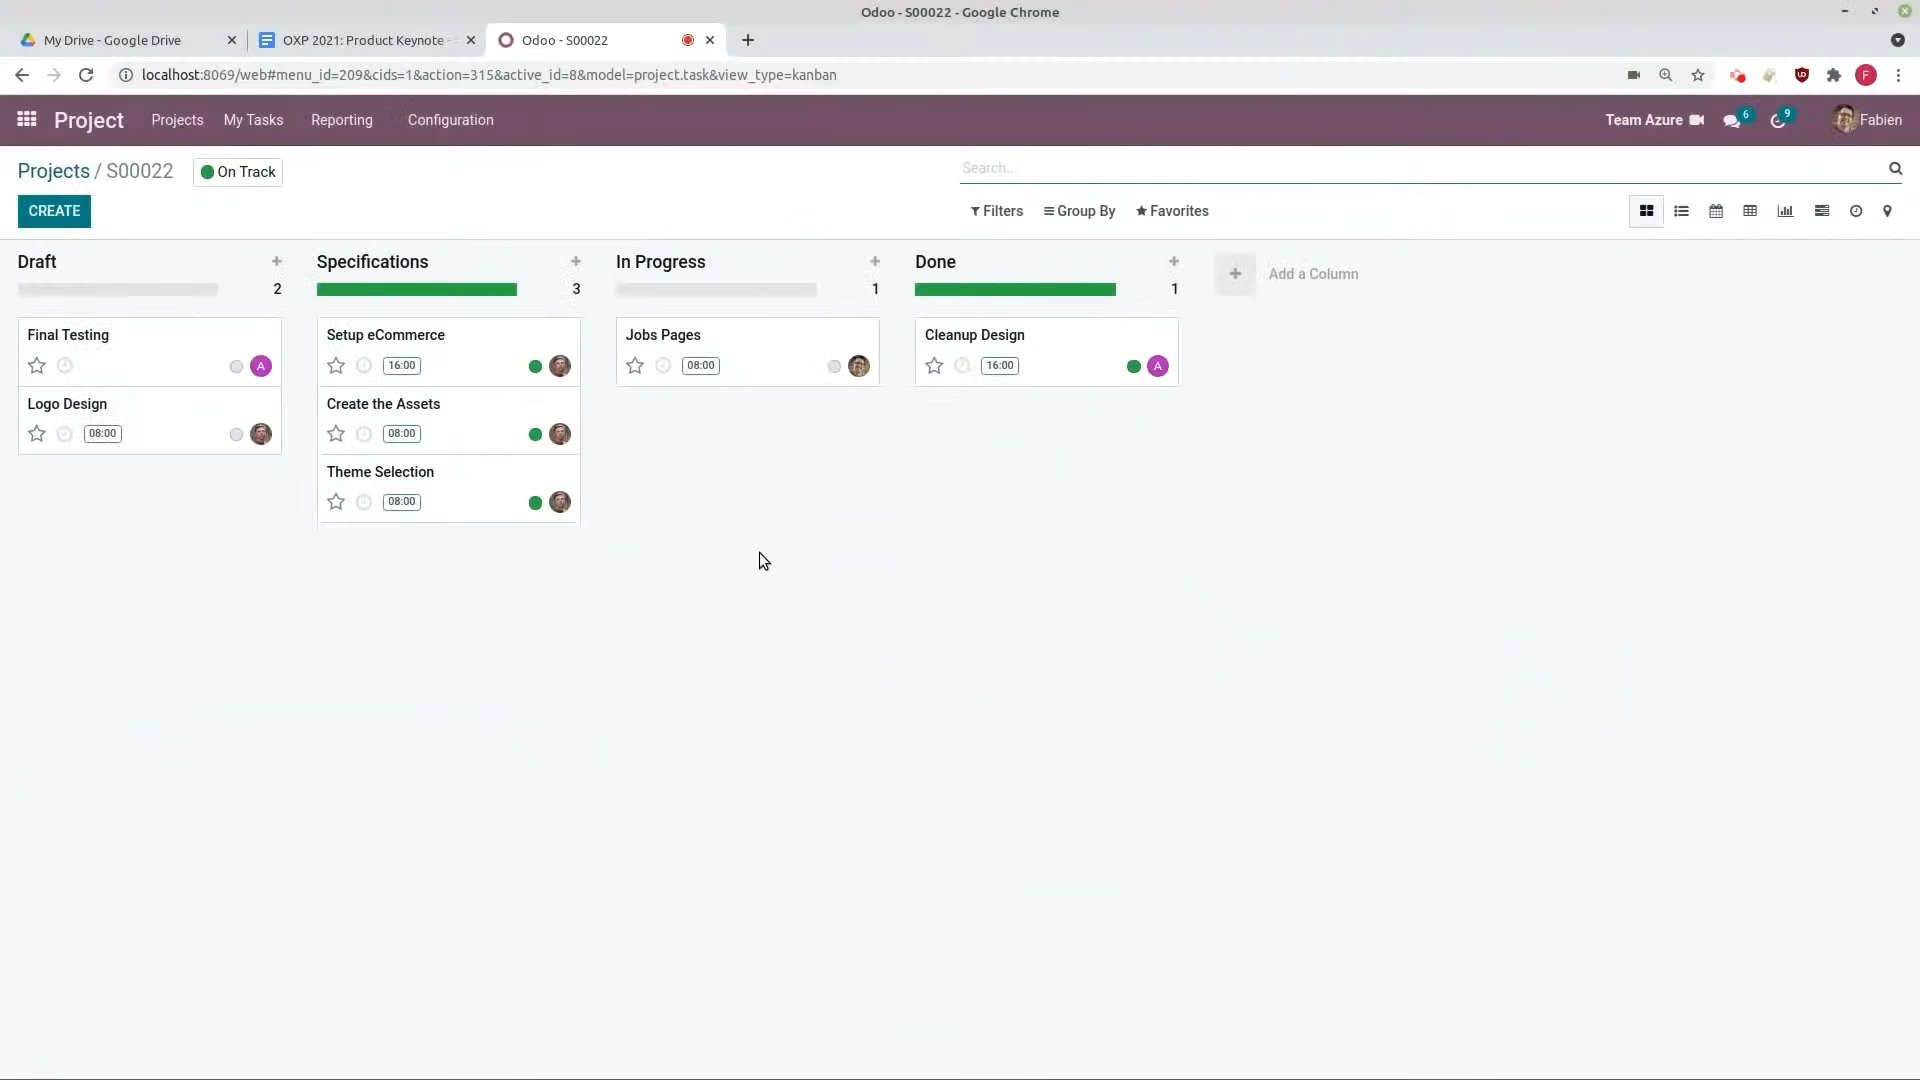 Odoo - S00022 - Google Chrome
My Drive - Google Drive
OXP 2021: Product Keynote -
Odoo - S00022
localhost:8069/web#menu_id=209&cids=1&action=315&active_id=8&model=project.task&view_type=kanban
F
Project Projects My Tasks Reporting Configuration
Team Azure 6 9 Fabien
Projects / S00022 On Track
Search...
CREATE
Filters Group By Favorites
Draft
2
Final Testing
A
Logo Design
08:00
Specifications
3
Setup eCommerce
16:00
Create the Assets
08:00
Theme Selection
08:00
In Progress
1
Jobs Pages
08:00
Done
1
Cleanup Design
16:00 A
Add a Column